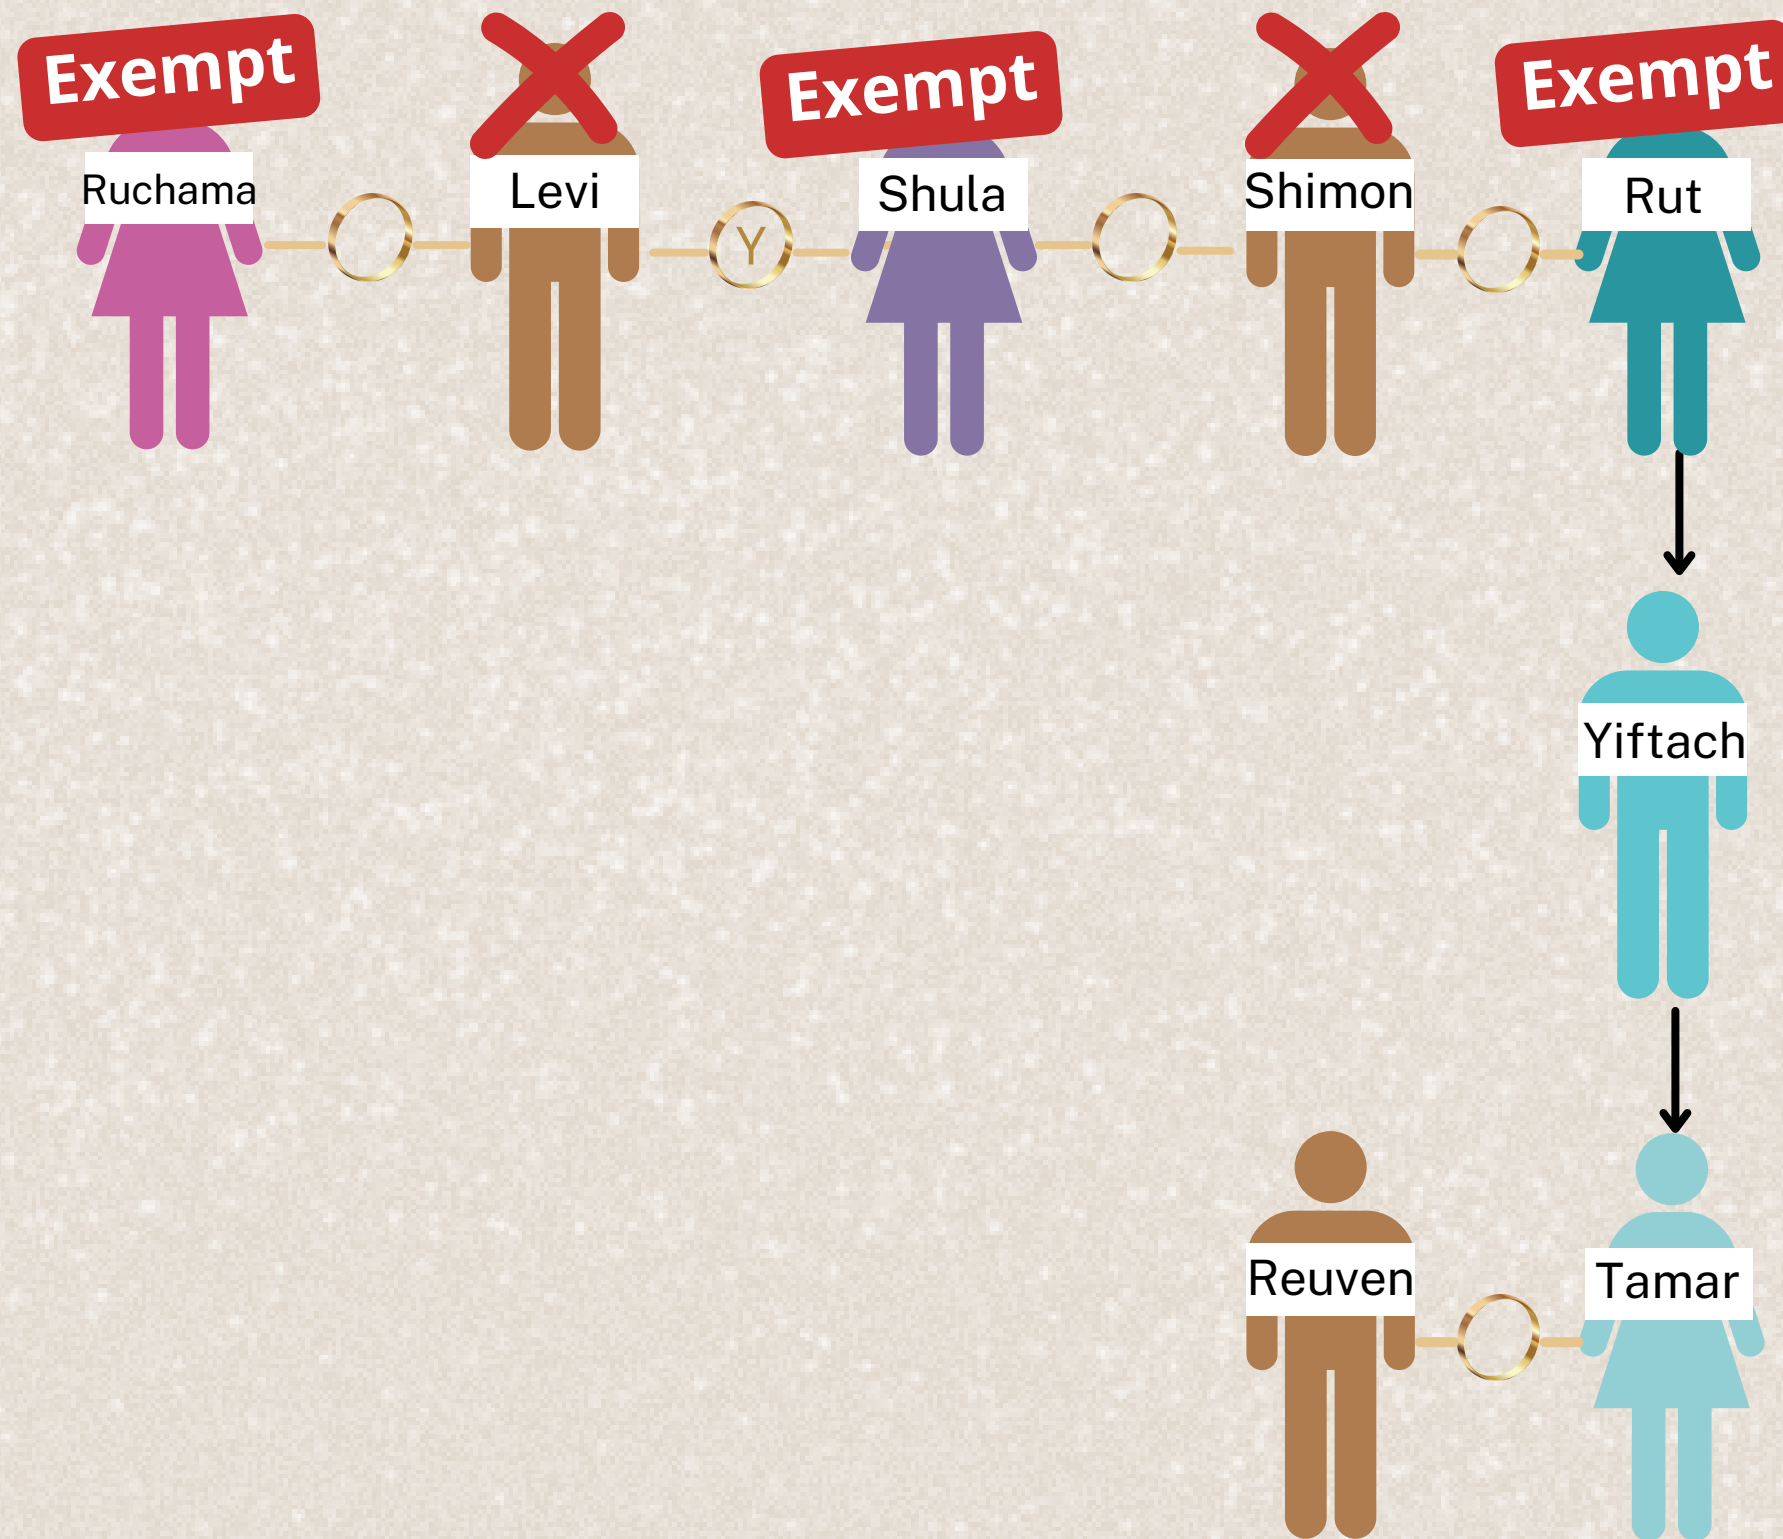 Exempt
Exempt
Exempt
Ruchama
Levi
Shula
Shimon
Rut
Y
Yiftach
Reuven
Tamar